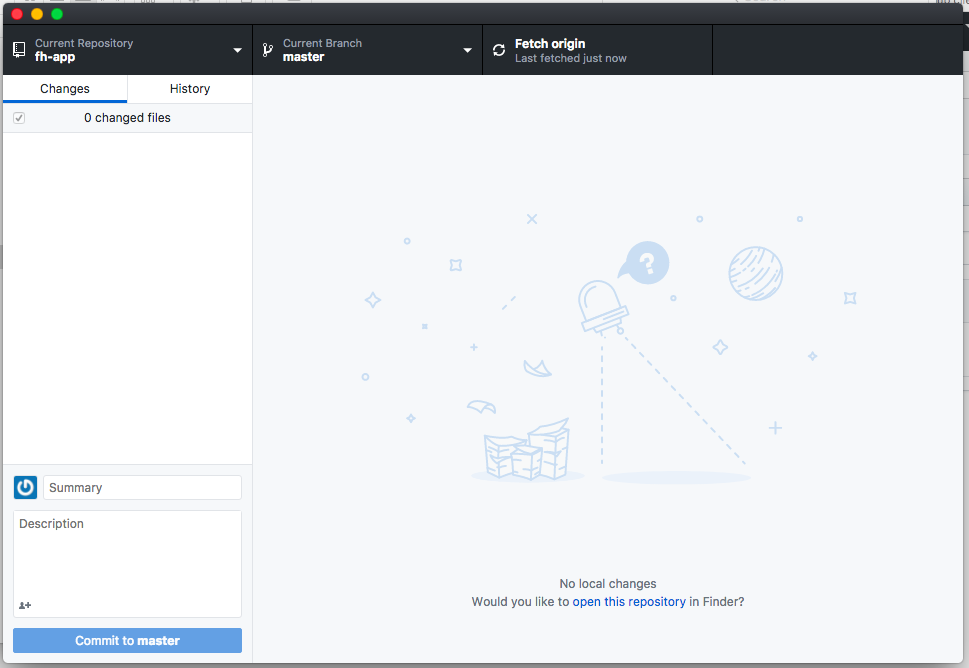 Current Repository
fh-app
Current Branch
master
Fetch origin
Last fetched just now
Changes
History
0 changed files
?
Summary
Description
Commit to master
No local changes
Would you like to open this repository in Finder?